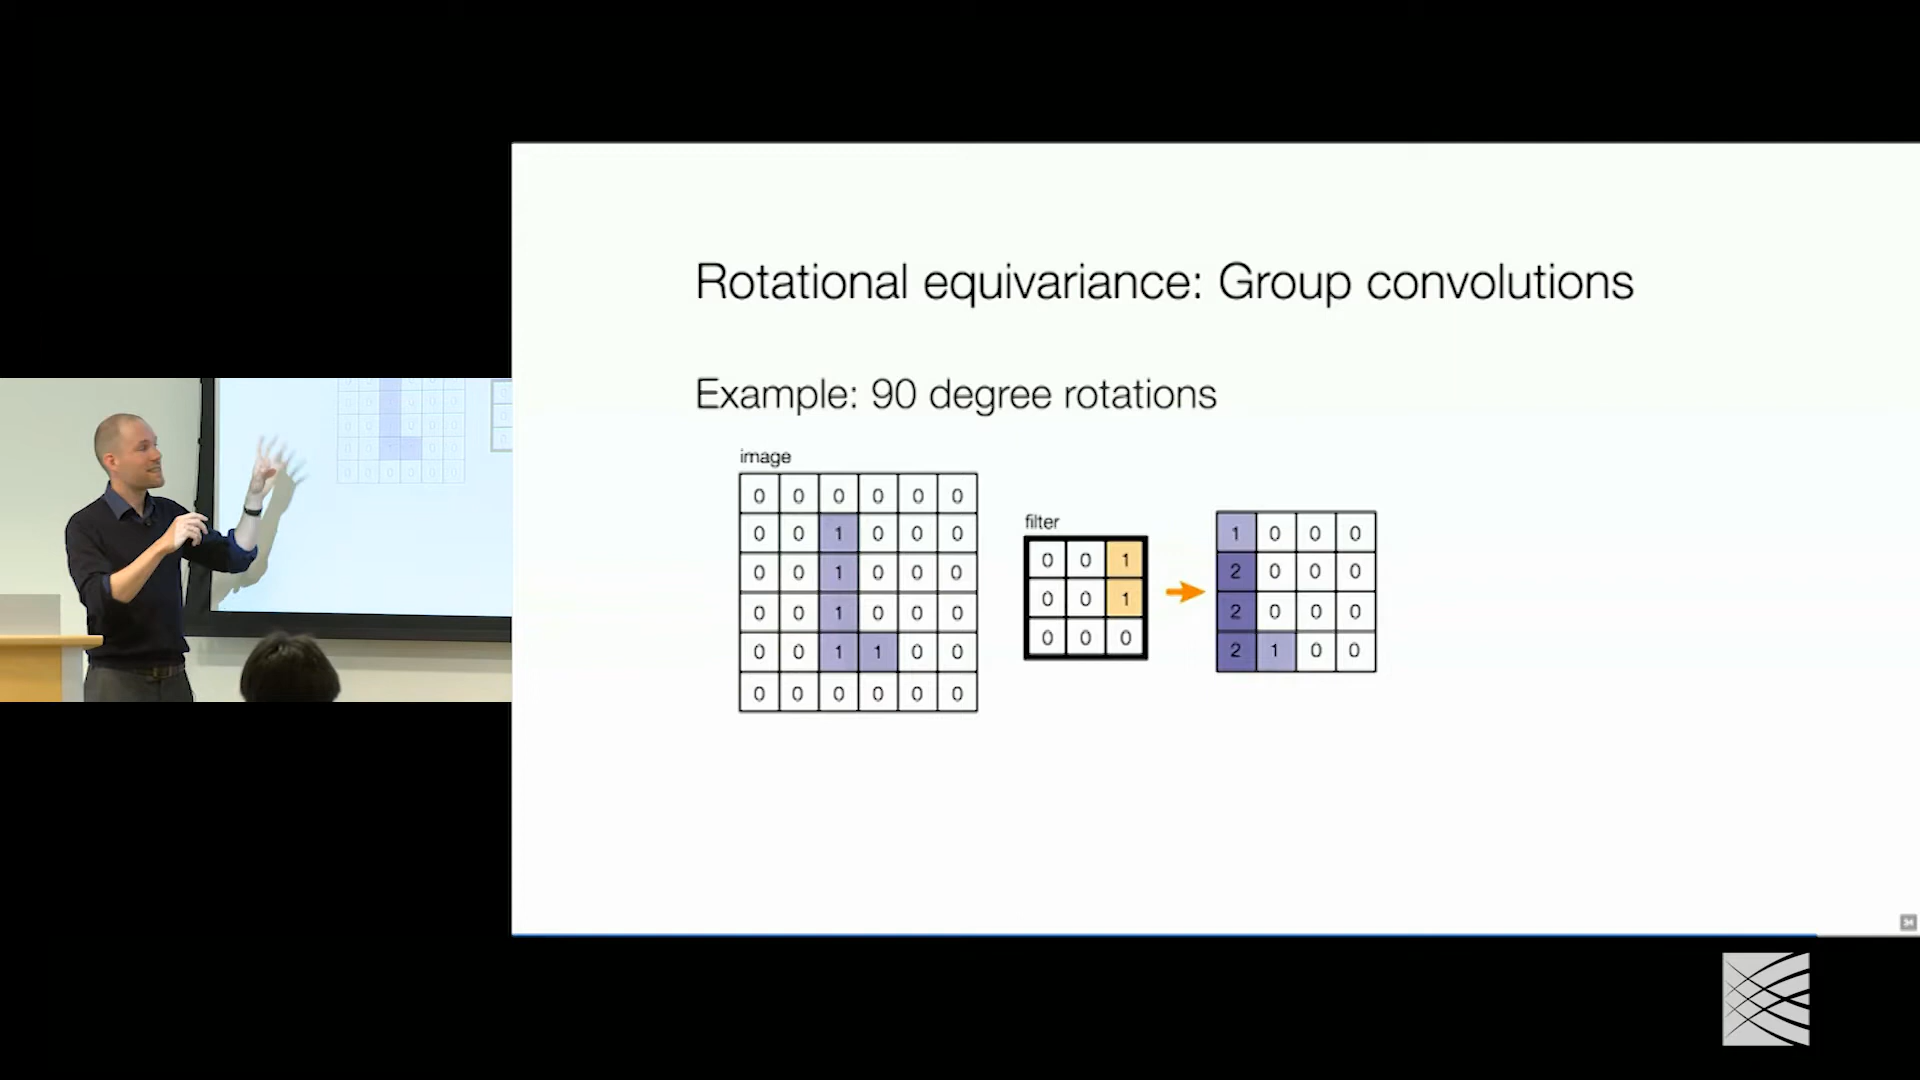 Rotational equivariance: Group convolutions
Example: 90 degree rotations
image
0 0 0 0 0 0
0 0 1 0 0 0
0 0 1 0 0 0
0 0 1 0 0 0
0 0 1 1 0 0
0 0 0 0 0 0
filter
0 0 1
0 0 1
0 0 0
1 0 0 0
2 0 0 0
2 0 0 0
2 1 0 0
34